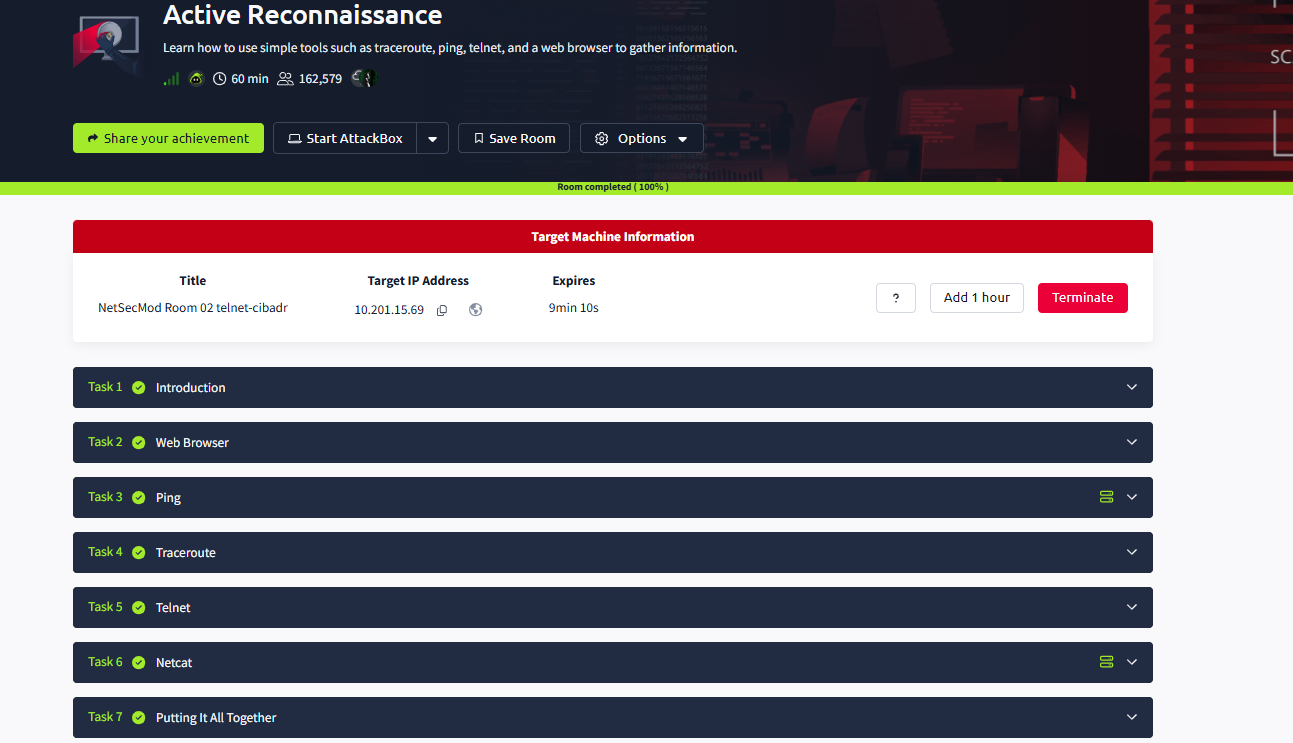 Active Reconnaissance
Learn how to use simple tools such as traceroute, ping, telnet, and a web browser to gather information.
60 min 162,579
SC
Share your achievement Start AttackBox Save Room Options
Room completed ( 100% )
Target Machine Information
Title Target IP Address Expires
NetSecMod Room 02 telnet-cibadr 10.201.15.69 9min 10s ? Add 1 hour Terminate
Task 1 Introduction
Task 2 Web Browser
Task 3 Ping
Task 4 Traceroute
Task 5 Telnet
Task 6 Netcat
Task 7 Putting It All Together